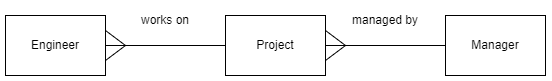 Engineer
works on
Project
managed by
Manager